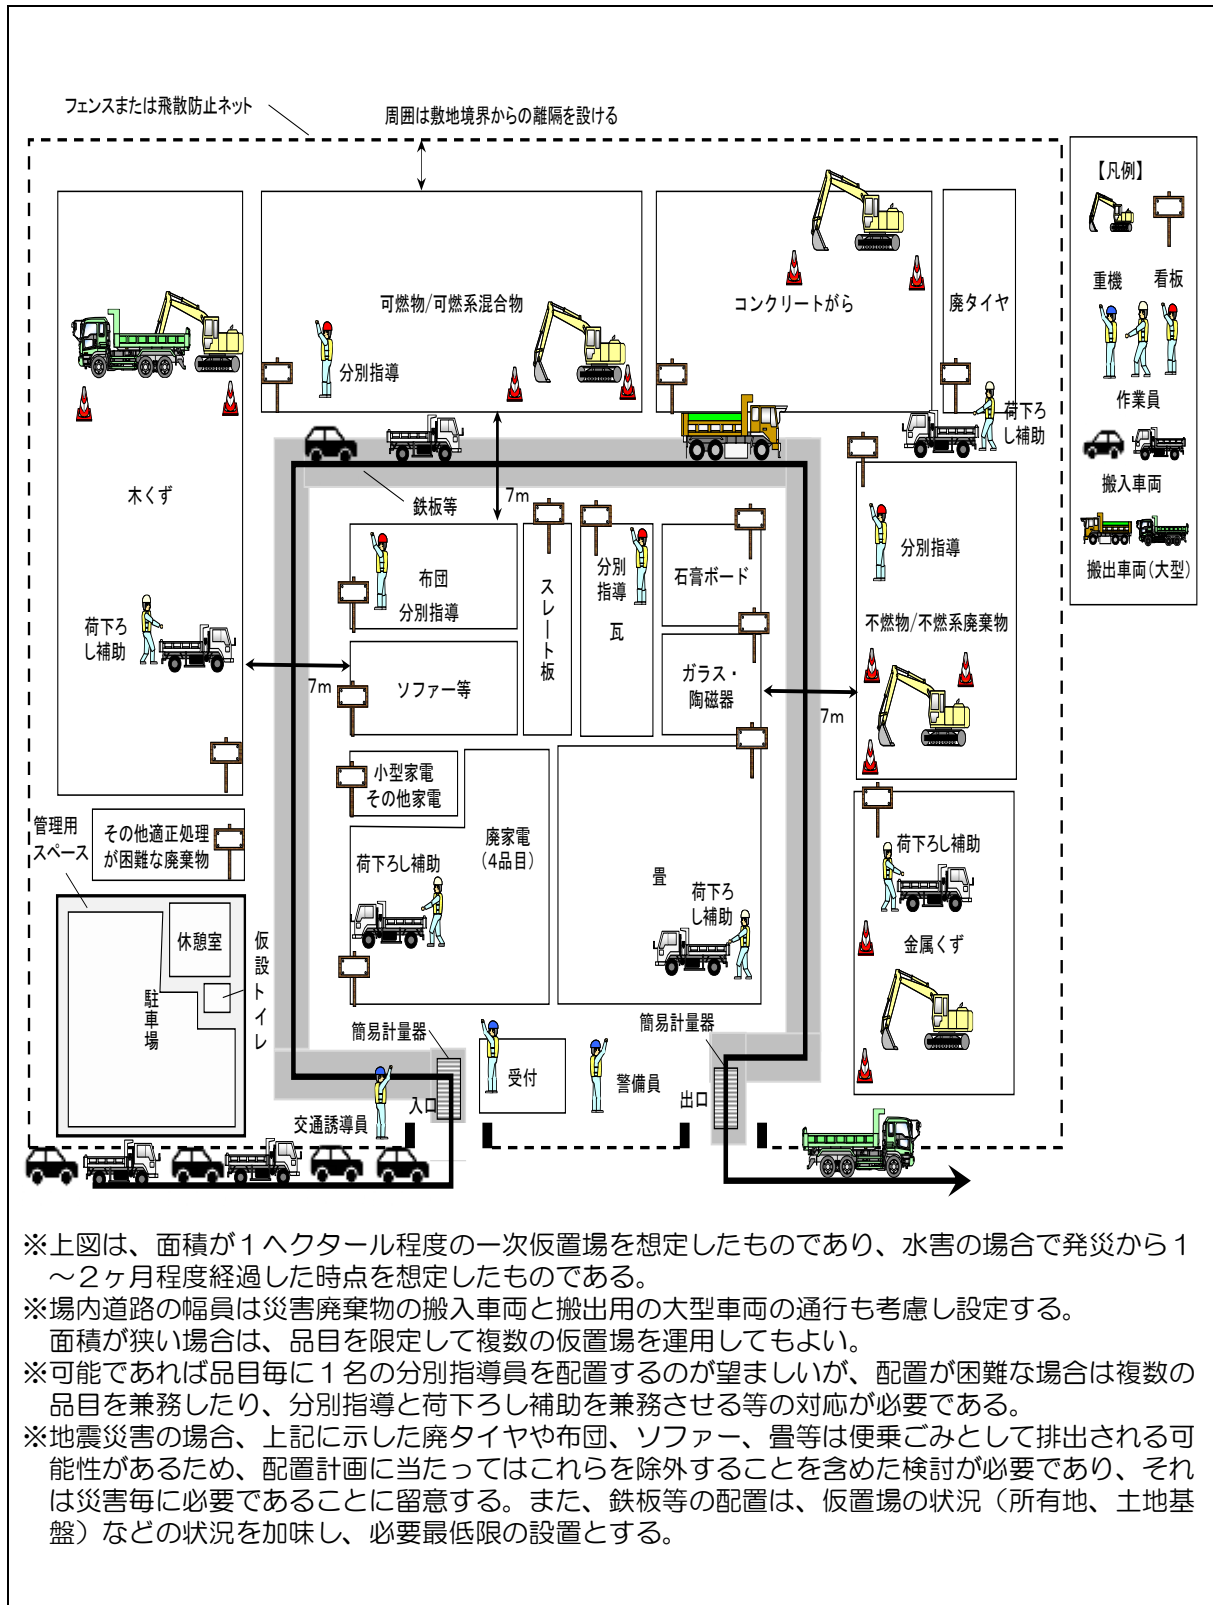 フェンスまたは飛散防止ネット
周囲は敷地境界からの離隔を設ける
【凡例】
重機
看板
作業員
搬入車両
搬出車両(大型)
可燃物/可燃系混合物
分別指導
コンクリートがら
廃タイヤ
荷下ろ
し補助
木くず
鉄板等
7m
布団
分別指導
スレート板
分別
指導
瓦
石膏ボード
分別指導
不燃物/不燃系廃棄物
荷下ろ
し補助
7m
ソファー等
ガラス・
陶磁器
7m
小型家電
その他家電
廃家電
(4品目)
荷下ろし補助
畳
荷下ろ
し補助
荷下ろし補助
金属くず
管理用
スペース
その他適正処理
が困難な廃棄物
休憩室
仮設トイレ
駐車場
簡易計量器
簡易計量器
受付
警備員
入口
出口
交通誘導員
※上図は、面積が1ヘクタール程度の一次仮置場を想定したものであり、水害の場合で発災から1
~2ヶ月程度経過した時点を想定したものである。
※場内道路の幅員は災害廃棄物の搬入車両と搬出用の大型車両の通行も考慮し設定する。
面積が狭い場合は、品目を限定して複数の仮置場を運用してもよい。
※可能であれば品目毎に1名の分別指導員を配置するのが望ましいが、配置が困難な場合は複数の
品目を兼務したり、分別指導と荷下ろし補助を兼務させる等の対応が必要である。
※地震災害の場合、上記に示した廃タイヤや布団、ソファー、畳等は便乗ごみとして排出される可
能性があるため、配置計画に当たってはこれらを除外することを含めた検討が必要であり、それ
は災害毎に必要であることに留意する。また、鉄板等の配置は、仮置場の状況（所有地、土地基
盤）などの状況を加味し、必要最低限の設置とする。